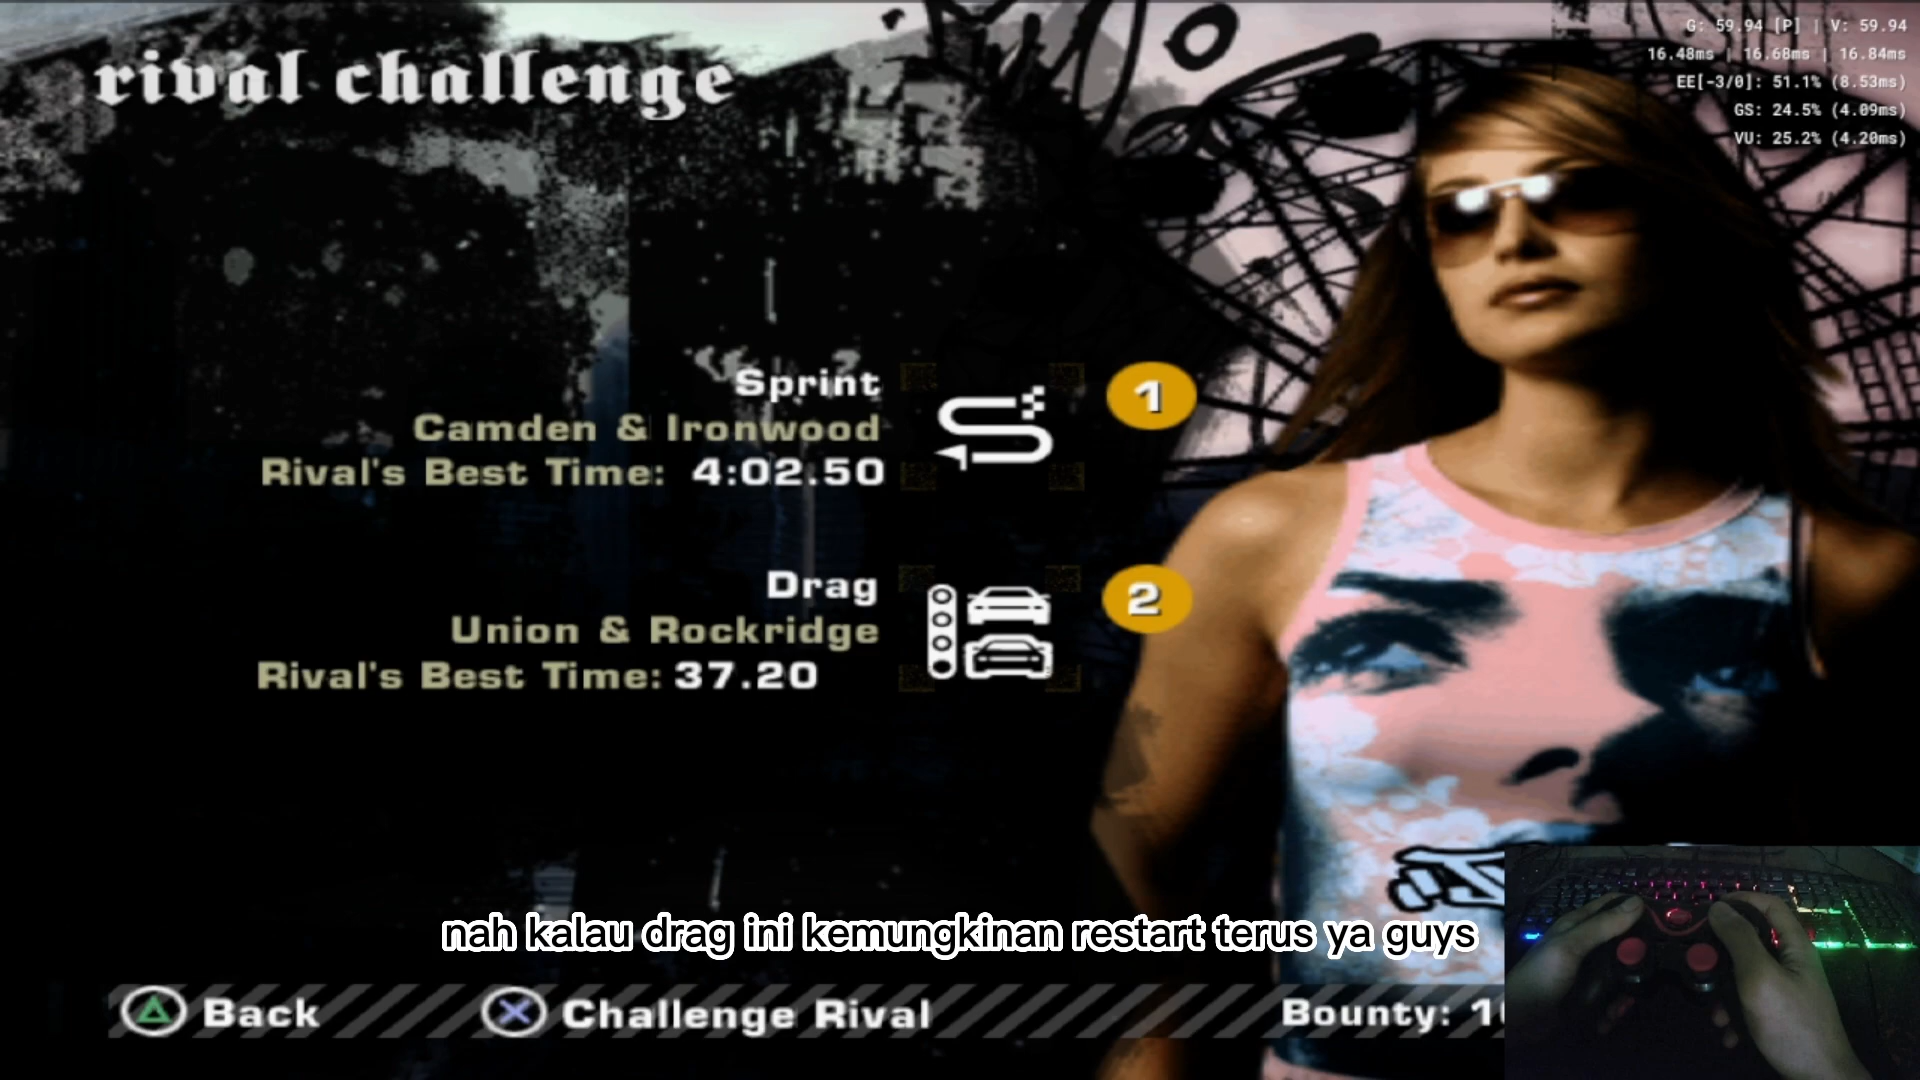 G: 59.94 [P] | V: 59.94
16.48ms | 16.68ms | 16.84ms
EE[-3/0]: 51.1% (8.53ms)
GS: 24.5% (4.09ms)
VU: 25.2% (4.20ms)
rival challenge
Sprint
1
Camden & Ironwood
Rival's Best Time: 4:02.50
Drag
2
Union & Rockridge
Rival's Best Time: 37.20
nah kalau drag ini kemungkinan restart terus ya guys
Back
Challenge Rival
Bounty: